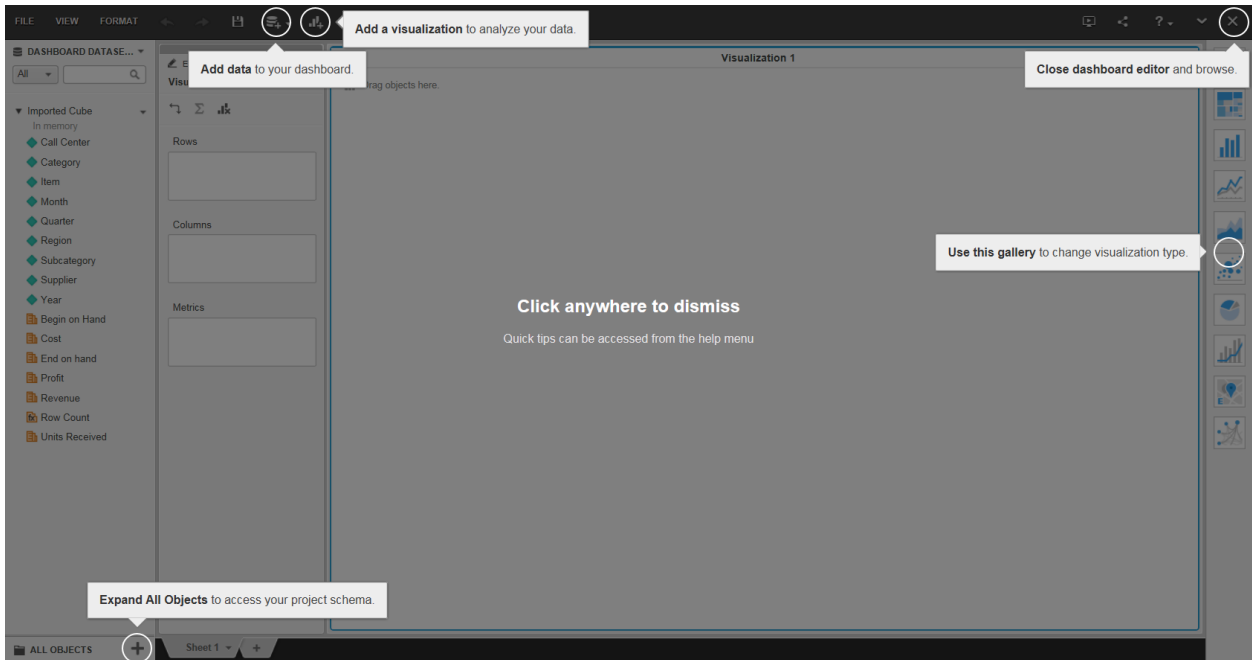 FILE VIEW FORMAT
?
Add a visualization to analyze your data.
DASHBOARD DATASE...
Add data to your dashboard.
Visualization 1
Close dashboard editor and browse.
All
E
Visu
Drag objects here.
Imported Cube
In memory
Call Center
Category
Item
Month
Quarter
Region
Subcategory
Supplier
Year
Begin on Hand
Cost
End on hand
Profit
Revenue
fx Row Count
Units Received
Rows
Columns
Metrics
Use this gallery to change visualization type.
Click anywhere to dismiss
Quick tips can be accessed from the help menu
E
Expand All Objects to access your project schema.
ALL OBJECTS +
Sheet 1 +